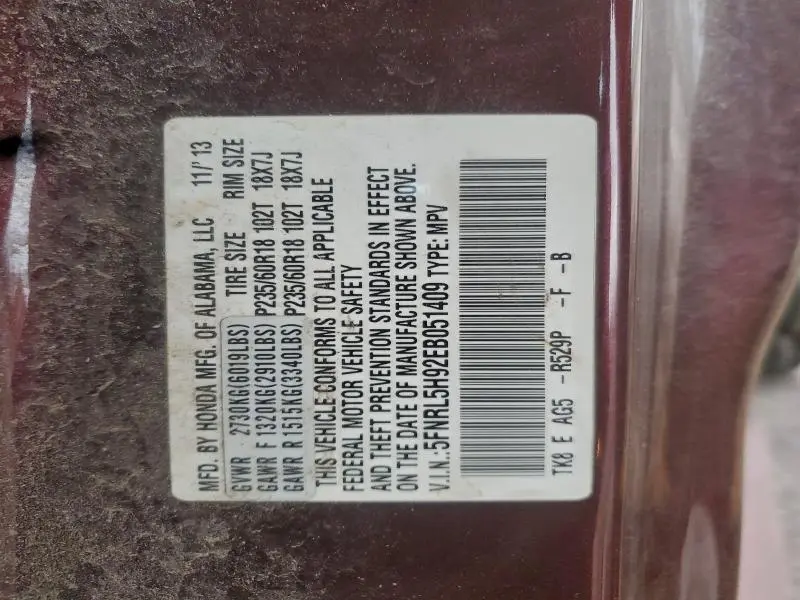 MFD. BY HONDA MFG. OF ALABAMA, LLC 11/'13
GVWR 2730KG(6019LBS) TIRE SIZE RIM SIZE
GAWR F 1320KG(2910LBS) P235/60R18 102T 18X7J
GAWR R 1515KG(3340LBS) P235/60R18 102T 18X7J
THIS VEHICLE CONFORMS TO ALL APPLICABLE
FEDERAL MOTOR VEHICLE SAFETY
AND THEFT PREVENTION STANDARDS IN EFFECT
ON THE DATE OF MANUFACTURE SHOWN ABOVE.
V.I.N.:5FNRL5H92EB051409 TYPE: MPV
TK8 E AG5 -R529P -F -B